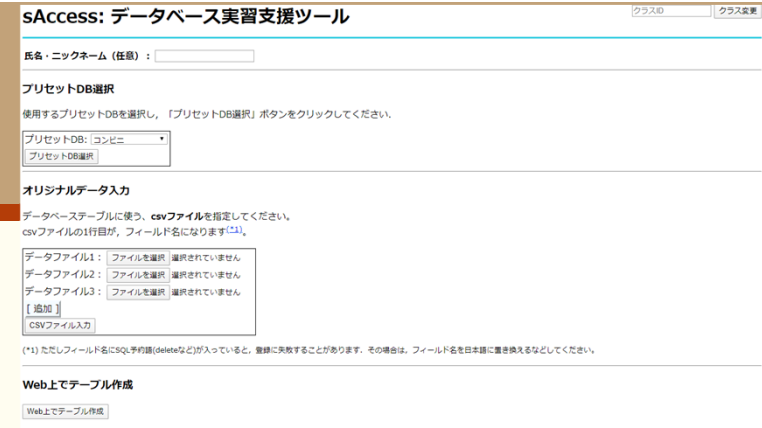 sAccess: データベース実習支援ツール
クラスID クラス変更
氏名・ニックネーム（任意）：
プリセットDB選択
使用するプリセットDBを選択し，「プリセットDB選択」ボタンをクリックしてください．
プリセットDB: コンビニ
プリセットDB選択
オリジナルデータ入力
データベーステーブルに使う、csvファイルを指定してください。
csvファイルの1行目が，フィールド名になります(*1)。
データファイル1： ファイルを選択 選択されていません
データファイル2： ファイルを選択 選択されていません
データファイル3： ファイルを選択 選択されていません
[ 追加 ]
CSVファイル入力
(*1) ただしフィールド名にSQL予約語(deleteなど)が入っていると，登録に失敗することがあります．その場合は，フィールド名を日本語に置き換えるなどしてください。
Web上でテーブル作成
Web上でテーブル作成